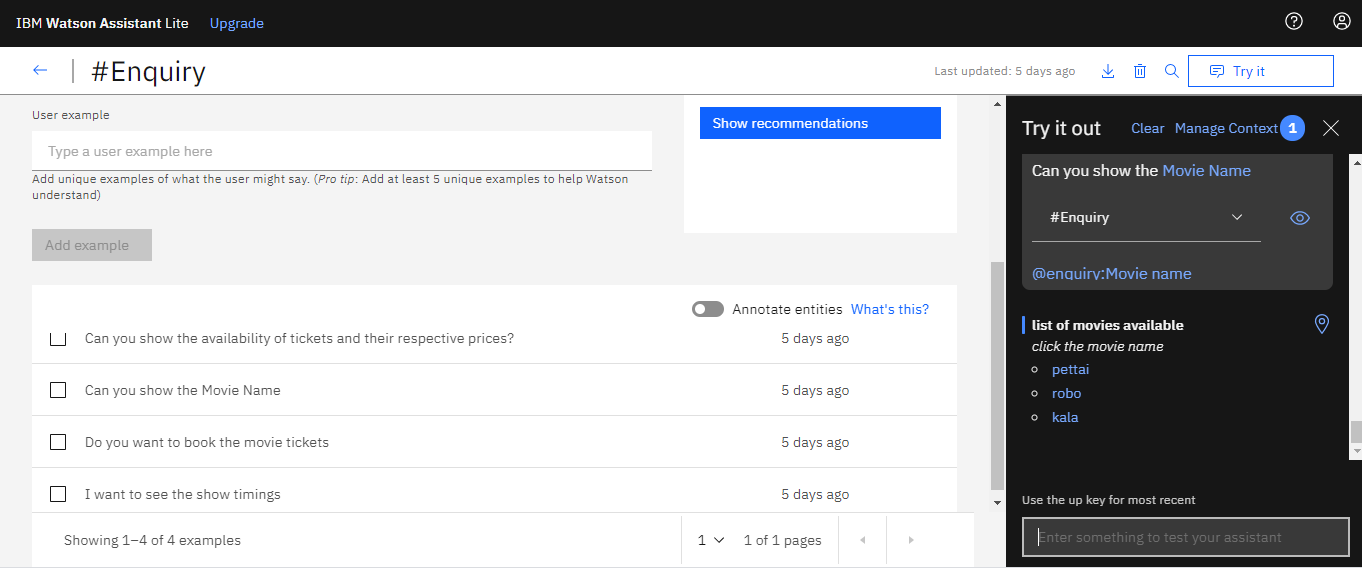 IBM Watson Assistant Lite Upgrade
#Enquiry
Last updated: 5 days ago
Try it
User example
Type a user example here
Add unique examples of what the user might say. (Pro tip: Add at least 5 unique examples to help Watson
understand)
Add example
Show recommendations
Annotate entities What's this?
Can you show the availability of tickets and their respective prices? 5 days ago
Can you show the Movie Name 5 days ago
Do you want to book the movie tickets 5 days ago
I want to see the show timings 5 days ago
Showing 1–4 of 4 examples
1 1 of 1 pages
Try it out Clear Manage Context 1
Can you show the Movie Name
#Enquiry
@enquiry:Movie name
list of movies available
click the movie name
pettai
robo
kala
Use the up key for most recent
Enter something to test your assistant